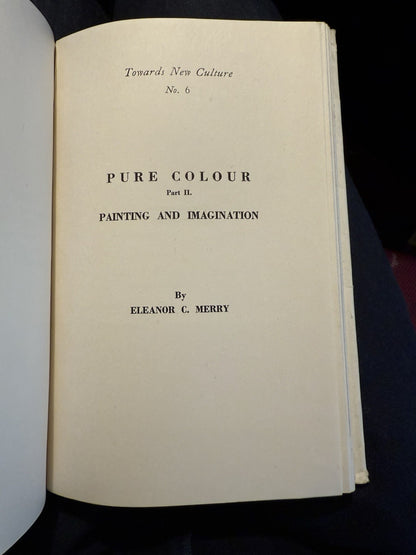 Towards New Culture
No. 6
PURE COLOUR
Part II.
PAINTING AND IMAGINATION
By
ELEANOR C. MERRY